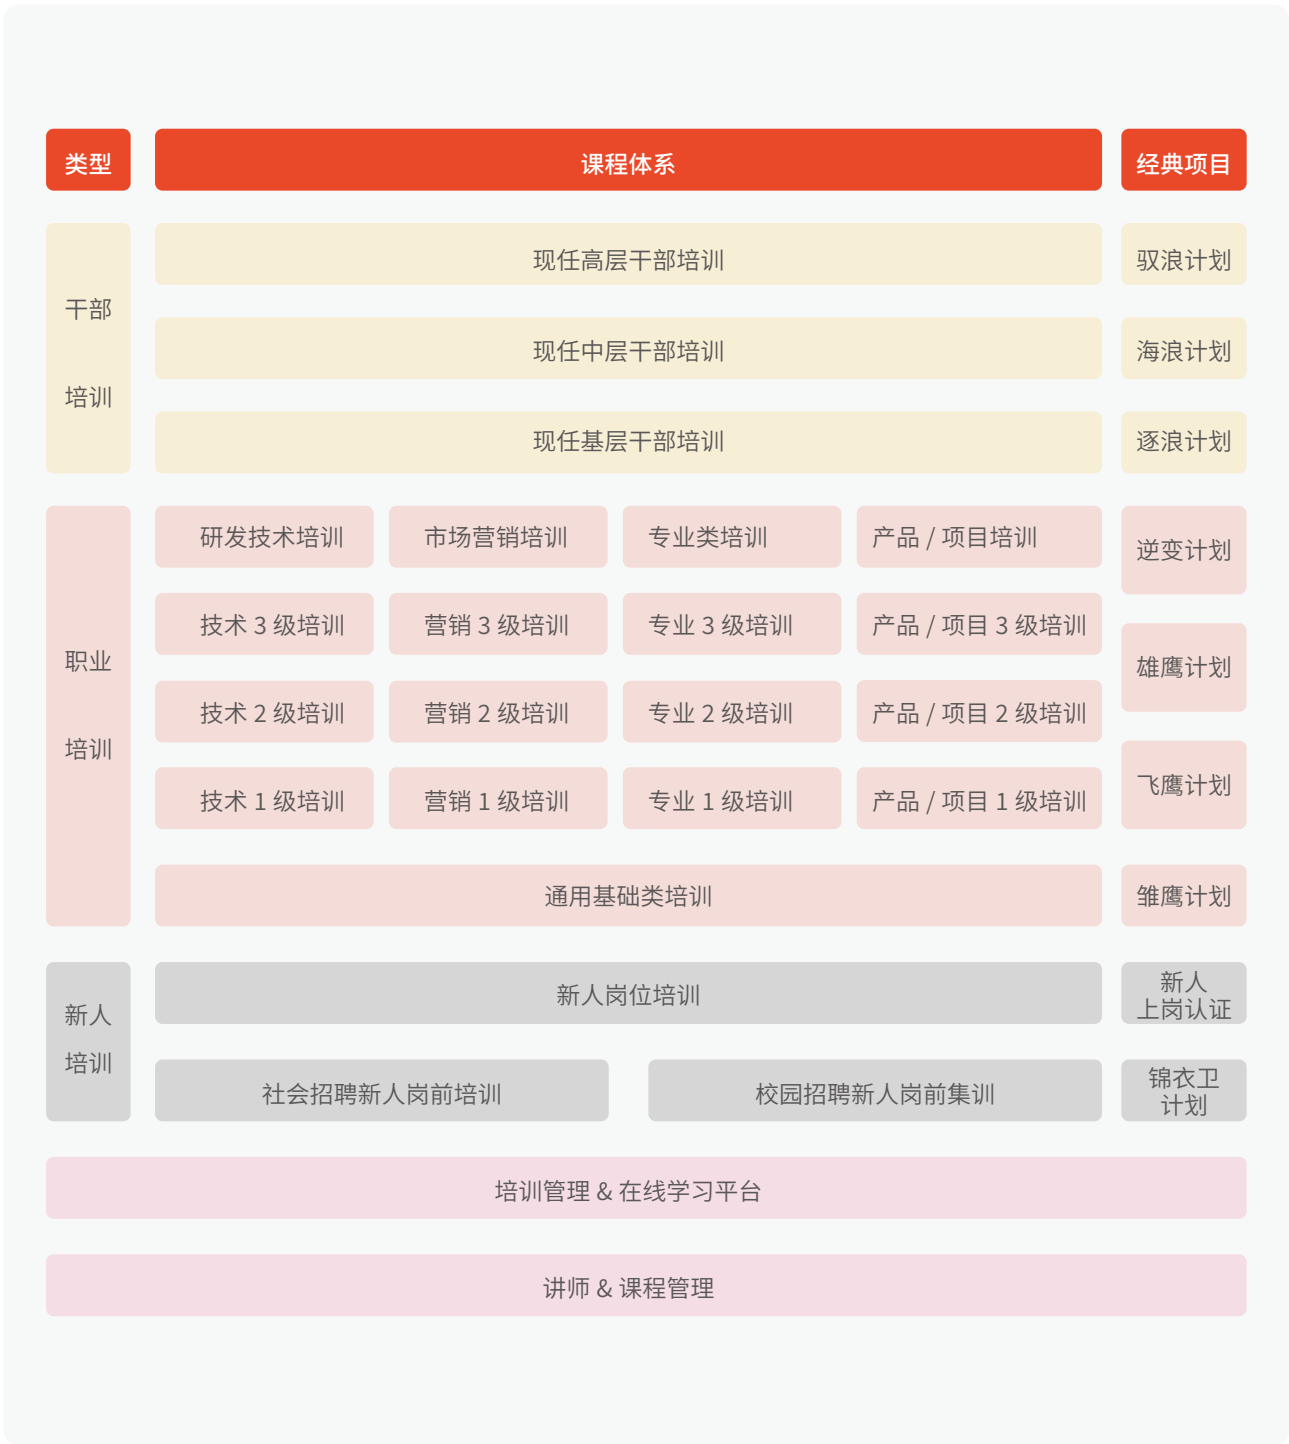 类型
课程体系
经典项目
干部
培训
现任高层干部培训
驭浪计划
现任中层干部培训
海浪计划
现任基层干部培训
逐浪计划
职业
培训
研发技术培训
市场营销培训
专业类培训
产品 / 项目培训
逆变计划
技术 3 级培训
营销 3 级培训
专业 3 级培训
产品 / 项目 3 级培训
雄鹰计划
技术 2 级培训
营销 2 级培训
专业 2 级培训
产品 / 项目 2 级培训
飞鹰计划
技术 1 级培训
营销 1 级培训
专业 1 级培训
产品 / 项目 1 级培训
通用基础类培训
雏鹰计划
新人
培训
新人岗位培训
新人
上岗认证
社会招聘新人岗前培训
校园招聘新人岗前集训
锦衣卫
计划
培训管理 & 在线学习平台
讲师 & 课程管理